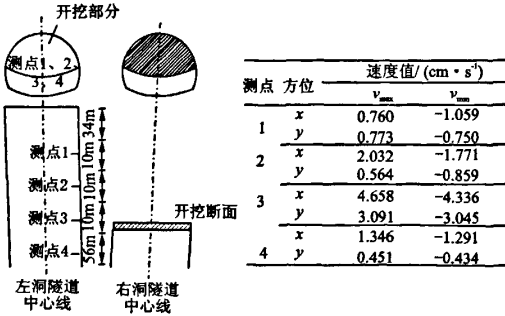 开挖部分
测点1、2
3、4
34m
测点1
10m
测点2
10m
测点3
10m
开挖断面
测点4
56m
左洞隧道
中心线
右洞隧道
中心线
测点 方位 速度值/(cm·s⁻¹)
vmax vmin
1 x 0.760 -1.059
y 0.773 -0.750
2 x 2.032 -1.771
y 0.564 -0.859
3 x 4.658 -4.336
y 3.091 -3.045
4 x 1.346 -1.291
y 0.451 -0.434